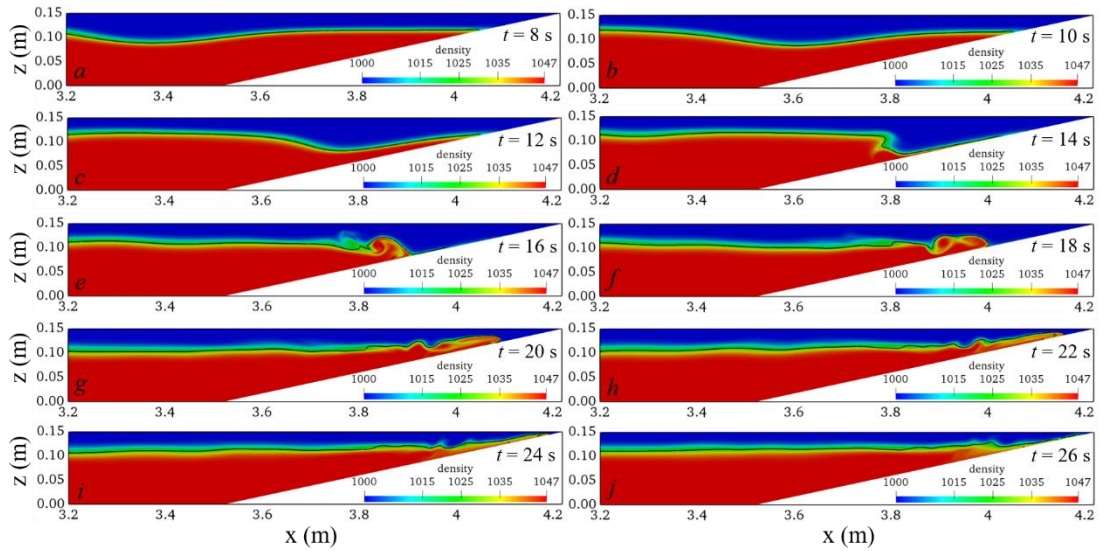 0.15 0.15
z (m) 0.10 t = 8 s 0.10 t = 10 s
0.05 density 0.05 density
1000 1015 1035 1047 1000 1015 1035 1047
0.00 a 0.00 b
3.2 3.4 3.6 3.8 4 4.2 3.2 3.4 3.6 3.8 4 4.2
0.15 0.15
z (m) 0.10 t = 12 s 0.10 t = 14 s
0.05 density 0.05 density
1000 1015 1035 1047 1000 1015 1035 1047
0.00 c 0.00 d
3.2 3.4 3.6 3.8 4 4.2 3.2 3.4 3.6 3.8 4 4.2
0.15 0.15
z (m) 0.10 t = 16 s 0.10 t = 18 s
0.05 density 0.05 density
1000 1015 1035 1047 1000 1015 1035 1047
0.00 e 0.00 f
3.2 3.4 3.6 3.8 4 4.2 3.2 3.4 3.6 3.8 4 4.2
0.15 0.15
z (m) 0.10 t = 20 s 0.10 t = 22 s
0.05 density 0.05 density
1000 1015 1035 1047 1000 1015 1035 1047
0.00 g 0.00 h
3.2 3.4 3.6 3.8 4 4.2 3.2 3.4 3.6 3.8 4 4.2
0.15 0.15
z (m) 0.10 t = 24 s 0.10 t = 26 s
0.05 density 0.05 density
1000 1015 1035 1047 1000 1015 1035 1047
0.00 i 0.00 j
3.2 3.4 3.6 3.8 4 4.2 3.2 3.4 3.6 3.8 4 4.2
x (m) x (m)